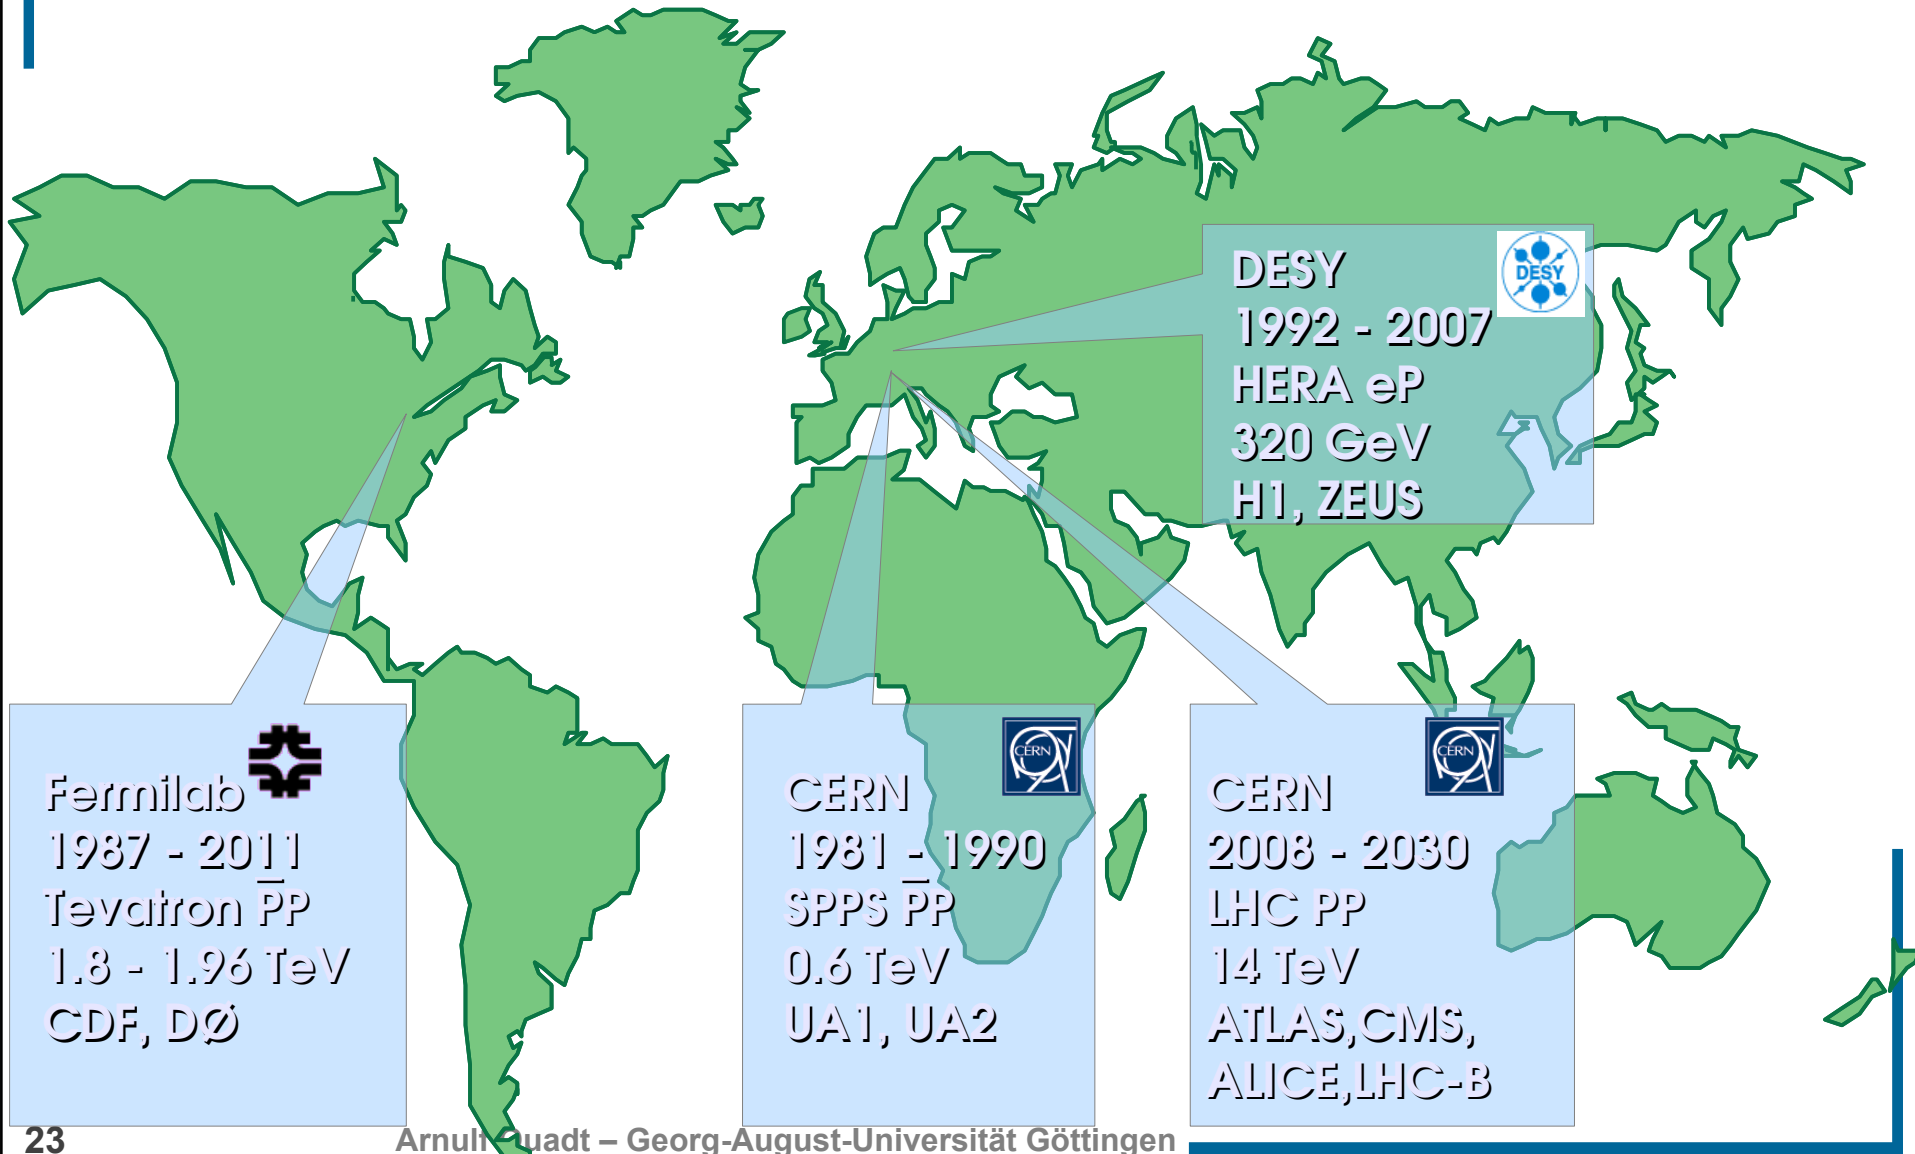 DESY
1992 - 2007
HERA eP
320 GeV
H1, ZEUS
DESY
Fermilab
1987 - 2011
Tevatron P̅P
1.8 - 1.96 TeV
CDF, DØ
CERN
CERN
1981 - 1990
SPPS P̅P
0.6 TeV
UA1, UA2
CERN
CERN
2008 - 2030
LHC PP
14 TeV
ATLAS,CMS,
ALICE,LHC-B
23
Arnulf Quadt – Georg-August-Universität Göttingen